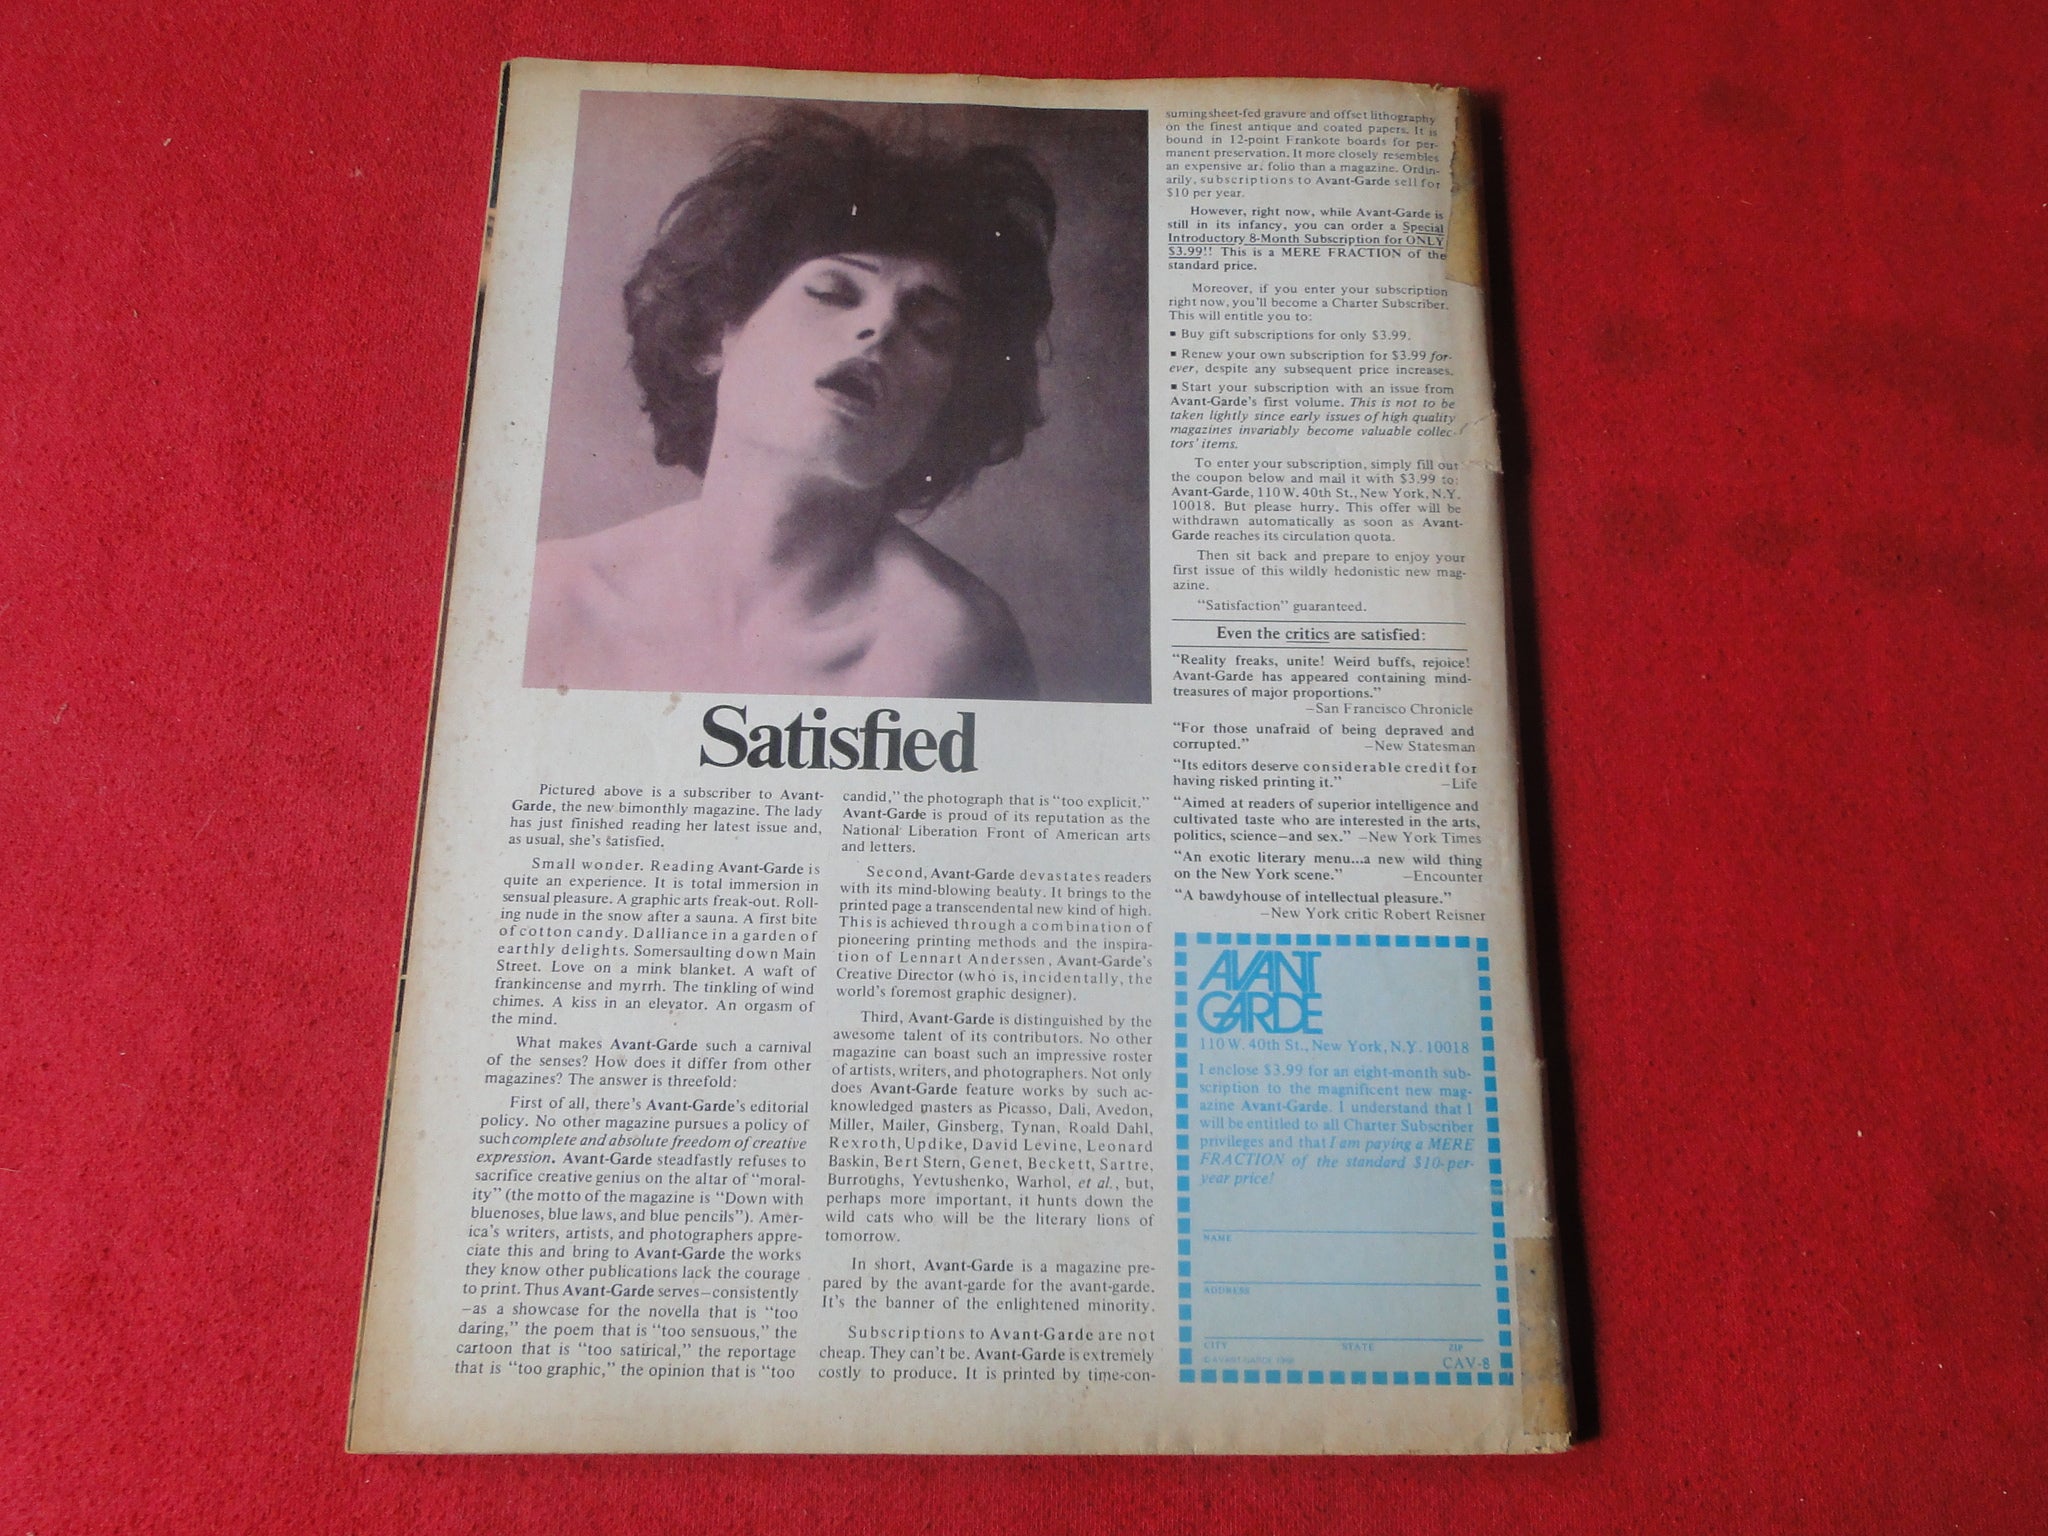 Satisfied
Pictured above is a subscriber to Avant-
Garde, the new bimonthly magazine. The lady
has just finished reading her latest issue and,
as usual, she's satisfied.
Small wonder. Reading Avant-Garde is
quite an experience. It is total immersion in
sensual pleasure. A graphic arts freak-out. Roll-
ing nude in the snow after a sauna. A first bite
of cotton candy. Dalliance in a garden of
earthly delights. Somersaulting down Main
Street. Love on a mink blanket. A waft of
frankincense and myrrh. The tinkling of wind
chimes. A kiss in an elevator. An orgasm of
the mind.
What makes Avant-Garde such a carnival
of the senses? How does it differ from other
magazines? The answer is threefold:
First of all, there's Avant-Garde's editorial
policy. No other magazine pursues a policy of
such complete and absolute freedom of creative
expression. Avant-Garde steadfastly refuses to
sacrifice creative genius on the altar of "moral-
ity" (the motto of the magazine is "Down with
bluenoses, blue laws, and blue pencils"). Amer-
ica's writers, artists, and photographers appre-
ciate this and bring to Avant-Garde the works
they know other publications lack the courage
to print. Thus Avant-Garde serves—consistently
—as a showcase for the novella that is "too
daring," the poem that is "too sensuous," the
cartoon that is "too satirical," the reportage
that is "too graphic," the opinion that is "too
candid," the photograph that is "too explicit."
Avant-Garde is proud of its reputation as the
National Liberation Front of American arts
and letters.
Second, Avant-Garde devastates readers
with its mind-blowing beauty. It brings to the
printed page a transcendental new kind of high.
This is achieved through a combination of
pioneering printing methods and the inspira-
tion of Lennart Anderssen, Avant-Garde's
Creative Director (who is, incidentally, the
world's foremost graphic designer).
Third, Avant-Garde is distinguished by the
awesome talent of its contributors. No other
magazine can boast such an impressive roster
of artists, writers, and photographers. Not only
does Avant-Garde feature works by such ac-
knowledged masters as Picasso, Dali, Avedon,
Miller, Mailer, Ginsberg, Tynan, Roald Dahl,
Rexroth, Updike, David Levine, Leonard
Baskin, Bert Stern, Genet, Beckett, Sartre,
Burroughs, Yevtushenko, Warhol, et al., but,
perhaps more important, it hunts down the
wild cats who will be the literary lions of
tomorrow.
In short, Avant-Garde is a magazine pre-
pared by the avant-garde for the avant-garde.
It's the banner of the enlightened minority.
Subscriptions to Avant-Garde are not
cheap. They can't be. Avant-Garde is extremely
costly to produce. It is printed by time-con-
suming sheet-fed gravure and offset lithography
on the finest antique and coated papers. It is
bound in 12-point Frankote boards for per-
manent preservation. It more closely resembles
an expensive art folio than a magazine. Ordin-
arily, subscriptions to Avant-Garde sell for
$10 per year.
However, right now, while Avant-Garde is
still in its infancy, you can order a Special
Introductory 8-Month Subscription for ONLY
$3.99!! This is a MERE FRACTION of the
standard price.
Moreover, if you enter your subscription
right now, you'll become a Charter Subscriber.
This will entitle you to:
▪ Buy gift subscriptions for only $3.99.
▪ Renew your own subscription for $3.99 for-
ever, despite any subsequent price increases.
▪ Start your subscription with an issue from
Avant-Garde's first volume. This is not to be
taken lightly since early issues of high quality
magazines invariably become valuable collec-
tors' items.
To enter your subscription, simply fill out
the coupon below and mail it with $3.99 to:
Avant-Garde, 110 W. 40th St., New York, N.Y.
10018. But please hurry. This offer will be
withdrawn automatically as soon as Avant-
Garde reaches its circulation quota.
Then sit back and prepare to enjoy your
first issue of this wildly hedonistic new mag-
azine.
"Satisfaction" guaranteed.
Even the critics are satisfied:
"Reality freaks, unite! Weird buffs, rejoice!
Avant-Garde has appeared containing mind-
treasures of major proportions."
—San Francisco Chronicle
"For those unafraid of being depraved and
corrupted." —New Statesman
"Its editors deserve considerable credit for
having risked printing it." —Life
"Aimed at readers of superior intelligence and
cultivated taste who are interested in the arts,
politics, science—and sex." —New York Times
"An exotic literary menu...a new wild thing
on the New York scene." —Encounter
"A bawdyhouse of intellectual pleasure."
—New York critic Robert Reisner
AVANT
GARDE
110 W. 40th St., New York, N.Y. 10018
I enclose $3.99 for an eight-month sub-
scription to the magnificent new mag-
azine Avant-Garde. I understand that I
will be entitled to all Charter Subscriber
privileges and that I am paying a MERE
FRACTION of the standard $10-per-
year price!
NAME
ADDRESS
CITY STATE ZIP
© AVANT-GARDE 1968 CAV-8